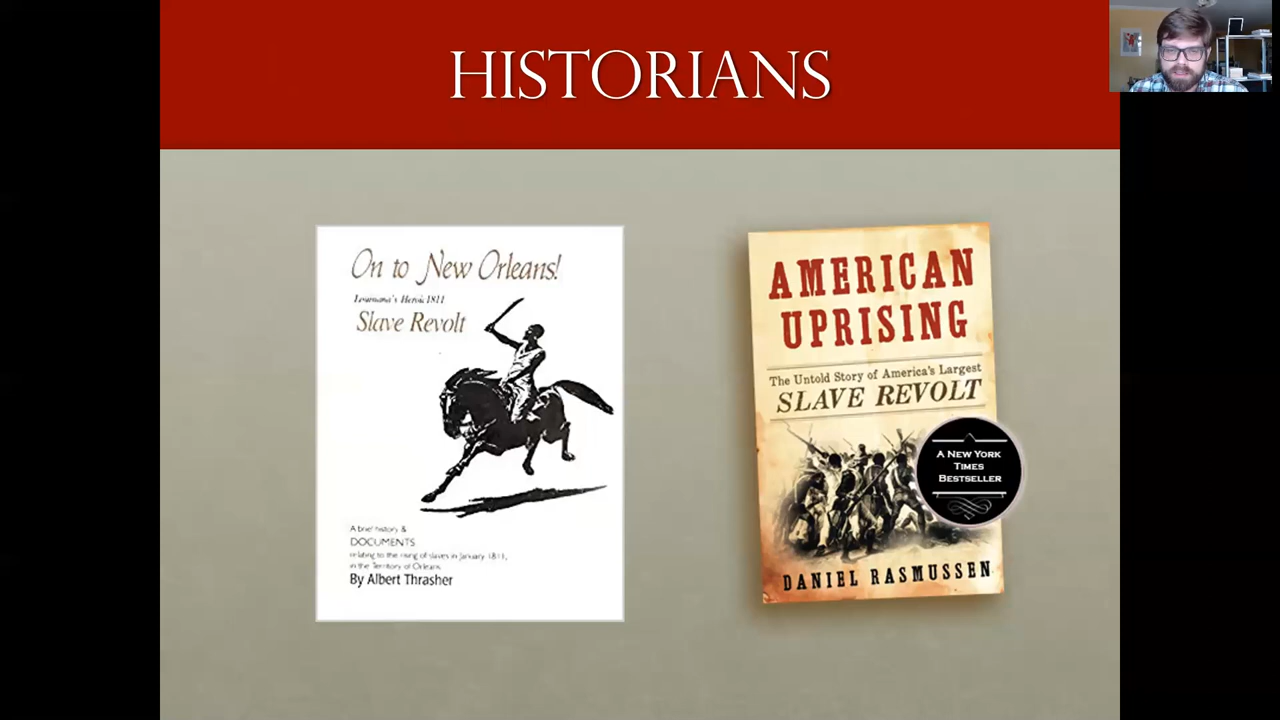 HISTORIANS
On to New Orleans!
Louisiana's Heroic 1811
Slave Revolt
A brief history &
DOCUMENTS
relating to the rising of slaves in January 1811,
in the Territory of Orleans
By Albert Thrasher
AMERICAN
UPRISING
The Untold Story of America's Largest
SLAVE REVOLT
A NEW YORK
TIMES
BESTSELLER
DANIEL RASMUSSEN